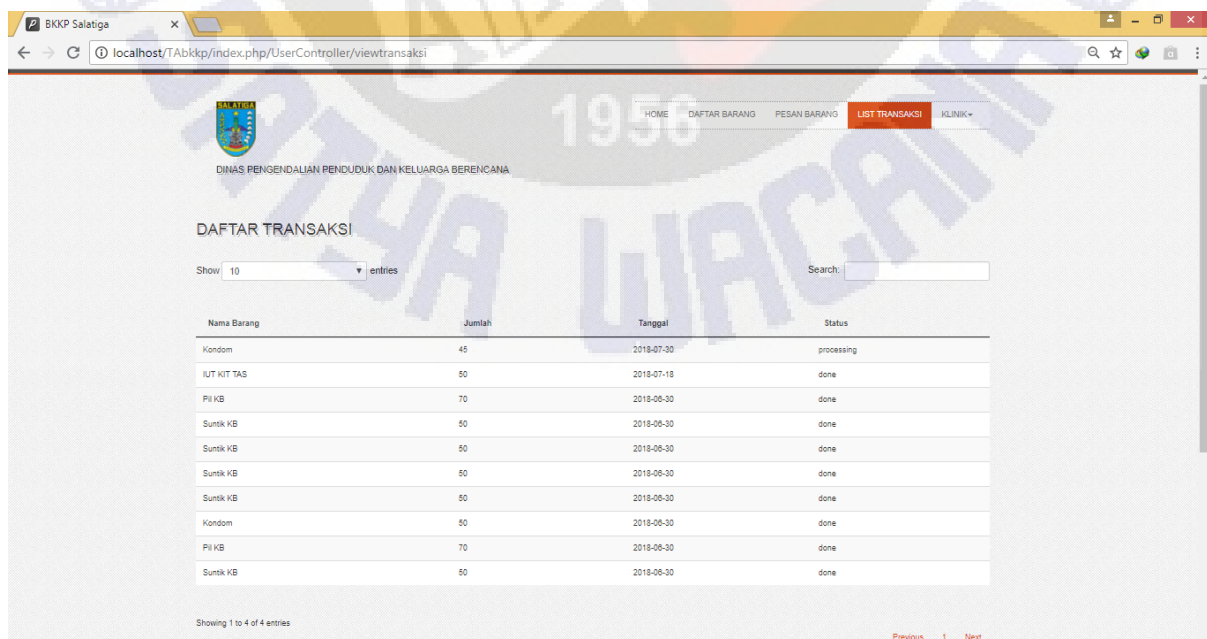 BKKP Salatiga
localhost/TAbkkp/index.php/UserController/viewtransaksi
SALATIGA
1956
HOME DAFTAR BARANG PESAN BARANG LIST TRANSAKSI KLINIK
DINAS PENGENDALIAN PENDUDUK DAN KELUARGA BERENCANA
SATYA WACANA
DAFTAR TRANSAKSI
Show 10 entries Search:
Nama Barang Jumlah Tanggal Status
Kondom 45 2018-07-30 processing
IUT KIT TAS 50 2018-07-18 done
Pil KB 70 2018-06-30 done
Suntik KB 50 2018-06-30 done
Suntik KB 50 2018-06-30 done
Suntik KB 50 2018-06-30 done
Suntik KB 50 2018-06-30 done
Kondom 50 2018-06-30 done
Pil KB 70 2018-06-30 done
Suntik KB 50 2018-06-30 done
Showing 1 to 4 of 4 entries
Previous 1 Next